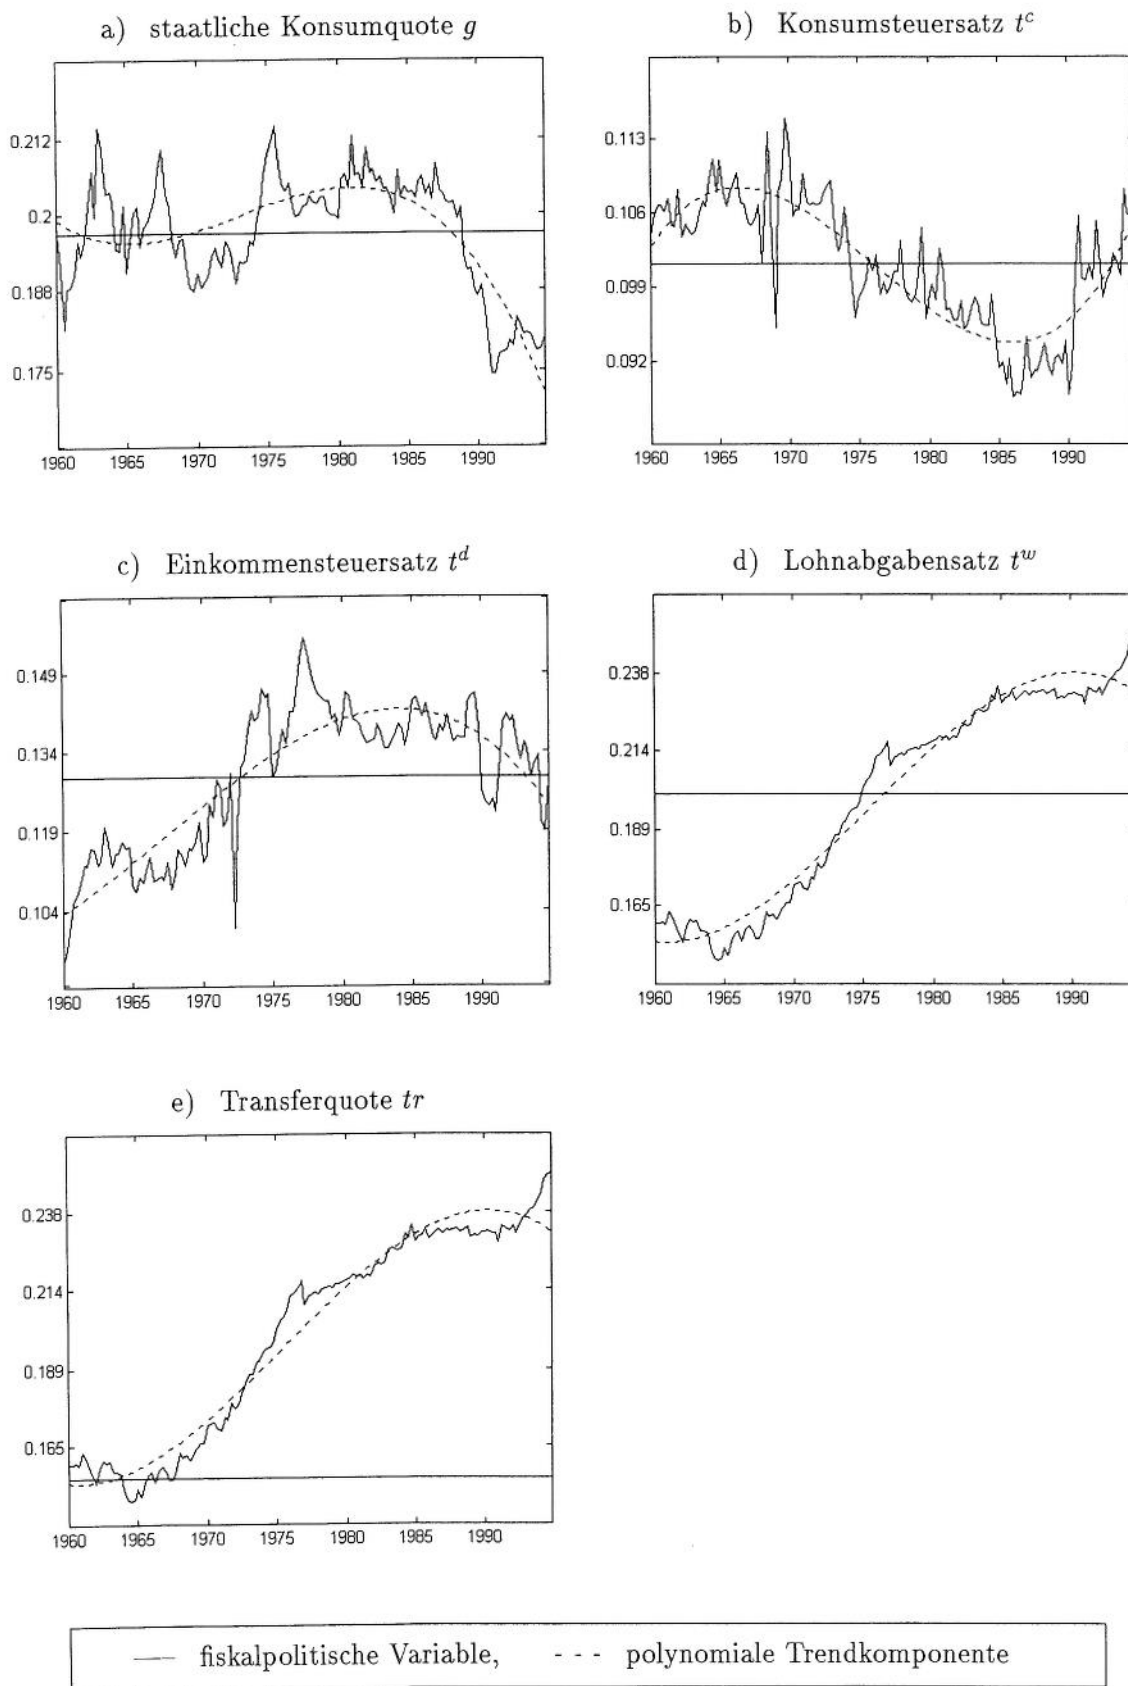 a) staatliche Konsumquote g
0.212
0.2
0.188
0.175
1960 1965 1970 1975 1980 1985 1990
b) Konsumsteuersatz t^c
0.113
0.106
0.099
0.092
1960 1965 1970 1975 1980 1985 1990
c) Einkommensteuersatz t^d
0.149
0.134
0.119
0.104
1960 1965 1970 1975 1980 1985 1990
d) Lohnabgabensatz t^w
0.238
0.214
0.189
0.165
1960 1965 1970 1975 1980 1985 1990
e) Transferquote tr
0.238
0.214
0.189
0.165
1960 1965 1970 1975 1980 1985 1990
fiskalpolitische Variable, - - - polynomiale Trendkomponente